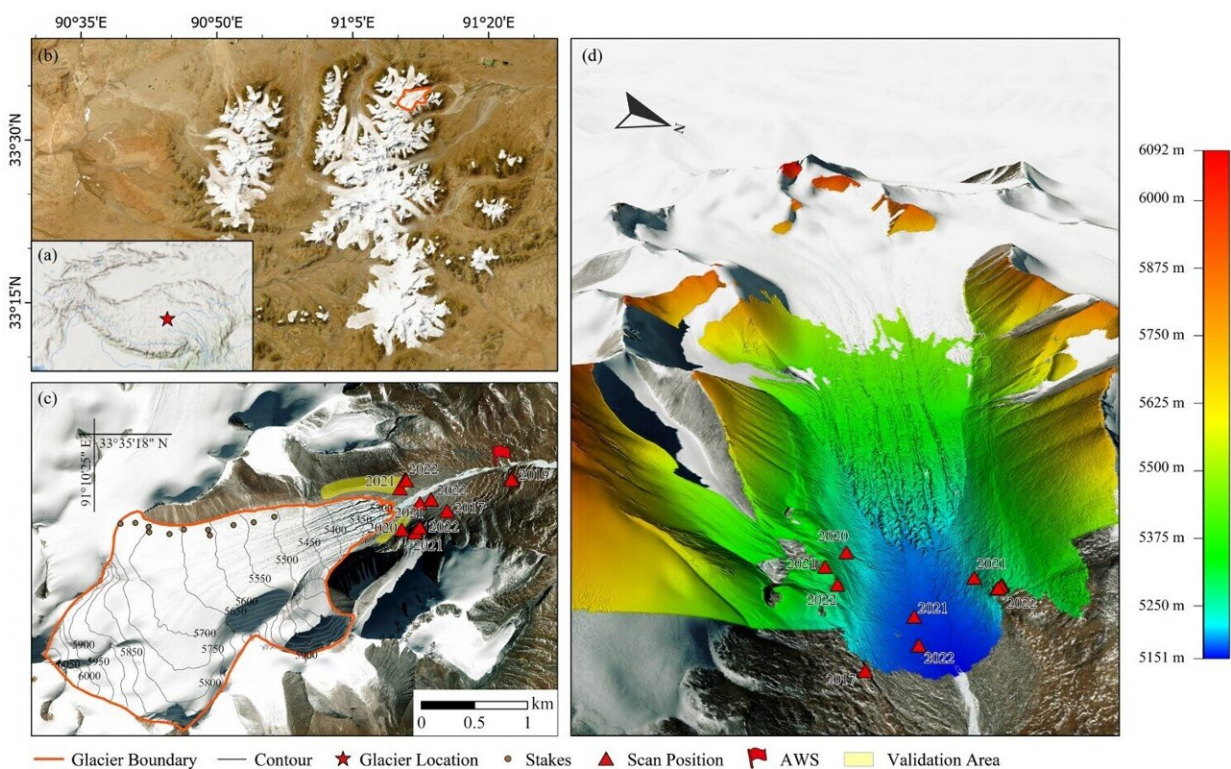 90°35'E 90°50'E 91°5'E 91°20'E
(b)
33°30'N
33°15'N
(a)
(c)
33°35'18" N
91°10'25" E
2022
2021
2019
2022
2021
2017
2020
2022
2021
5350
5400
5450
5500
5550
5600
5650
5700
5750
5800
5850
5900
5950
6000
6050
km
0 0.5 1
(d)
N
2020
2021
2021
2022
2022
2021
2022
2017
6092 m
6000 m
5875 m
5750 m
5625 m
5500 m
5375 m
5250 m
5151 m
Glacier Boundary Contour Glacier Location Stakes Scan Position AWS Validation Area